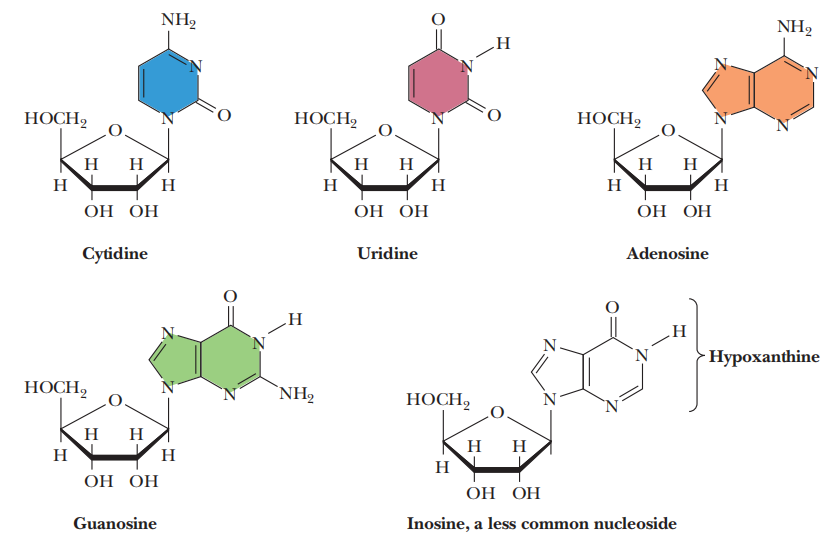 NH₂
N
N
O
HOCH₂
O
H H
H H
OH OH
Cytidine
O
H
N
N
O
HOCH₂
O
H H
H H
OH OH
Uridine
NH₂
N
N
N
N
HOCH₂
O
H H
H H
OH OH
Adenosine
O
H
N
N
N
N
NH₂
HOCH₂
O
H H
H H
OH OH
Guanosine
O
H
N
N
Hypoxanthine
N
N
HOCH₂
O
H H
H
OH OH
Inosine, a less common nucleoside